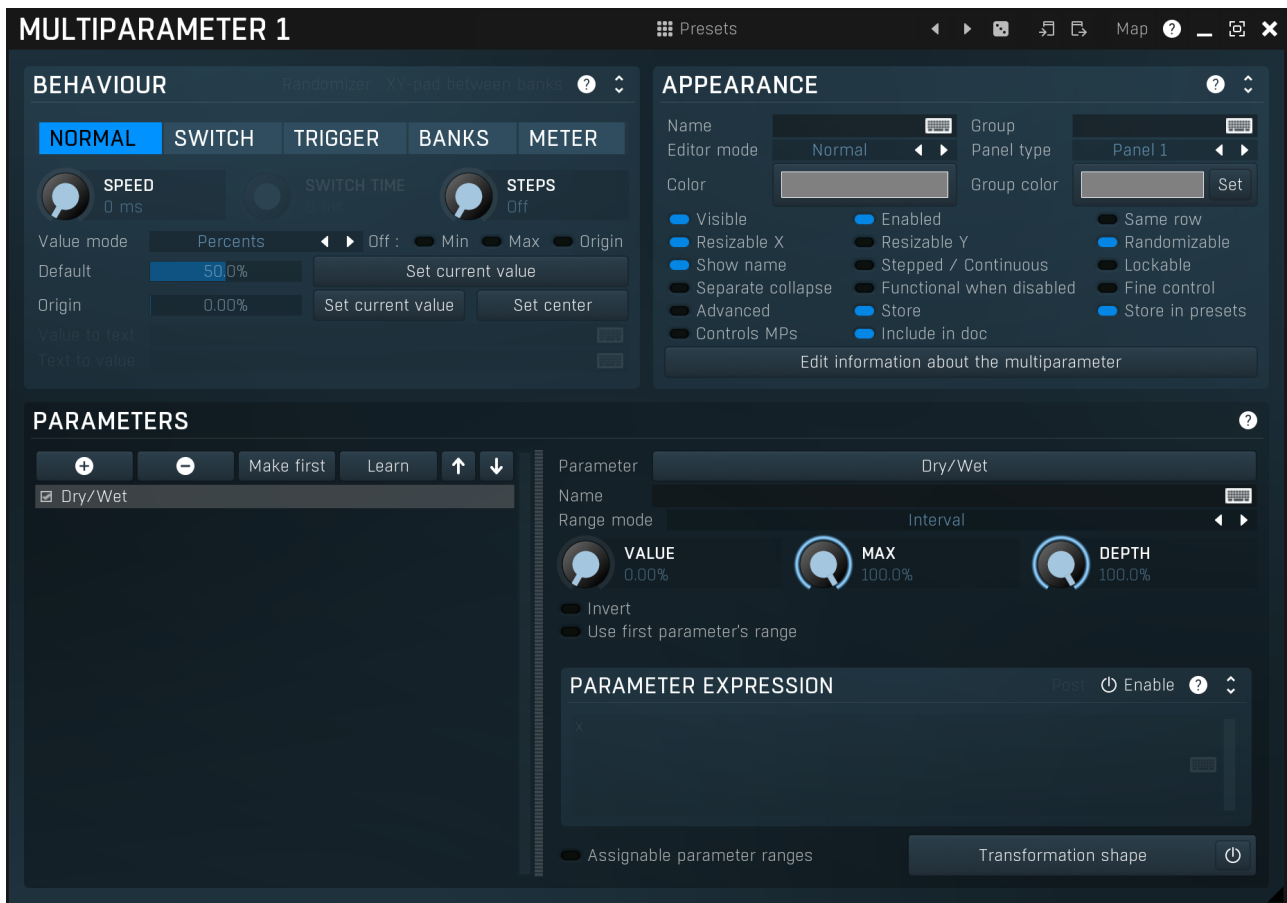 MULTIPARAMETER 1 Presets Map ?
BEHAVIOUR Randomizer XY-pad between banks ?
NORMAL SWITCH TRIGGER BANKS METER
SPEED SWITCH TIME STEPS
0 ms Off
Value mode Percents Off : Min Max Origin
Default 50.0% Set current value
Origin 0.00% Set current value Set center
Value to text
Text to value
APPEARANCE ?
Name Group
Editor mode Normal Panel type Panel 1
Color Group color Set
Visible Enabled Same row
Resizable X Resizable Y Randomizable
Show name Stepped / Continuous Lockable
Separate collapse Functional when disabled Fine control
Advanced Store Store in presets
Controls MPs Include in doc
Edit information about the multiparameter
PARAMETERS ?
Make first Learn
Dry/Wet
Parameter Dry/Wet
Name
Range mode Interval
VALUE MAX DEPTH
0.00% 100.0% 100.0%
Invert
Use first parameter's range
PARAMETER EXPRESSION Post Enable ?
x
Assignable parameter ranges Transformation shape